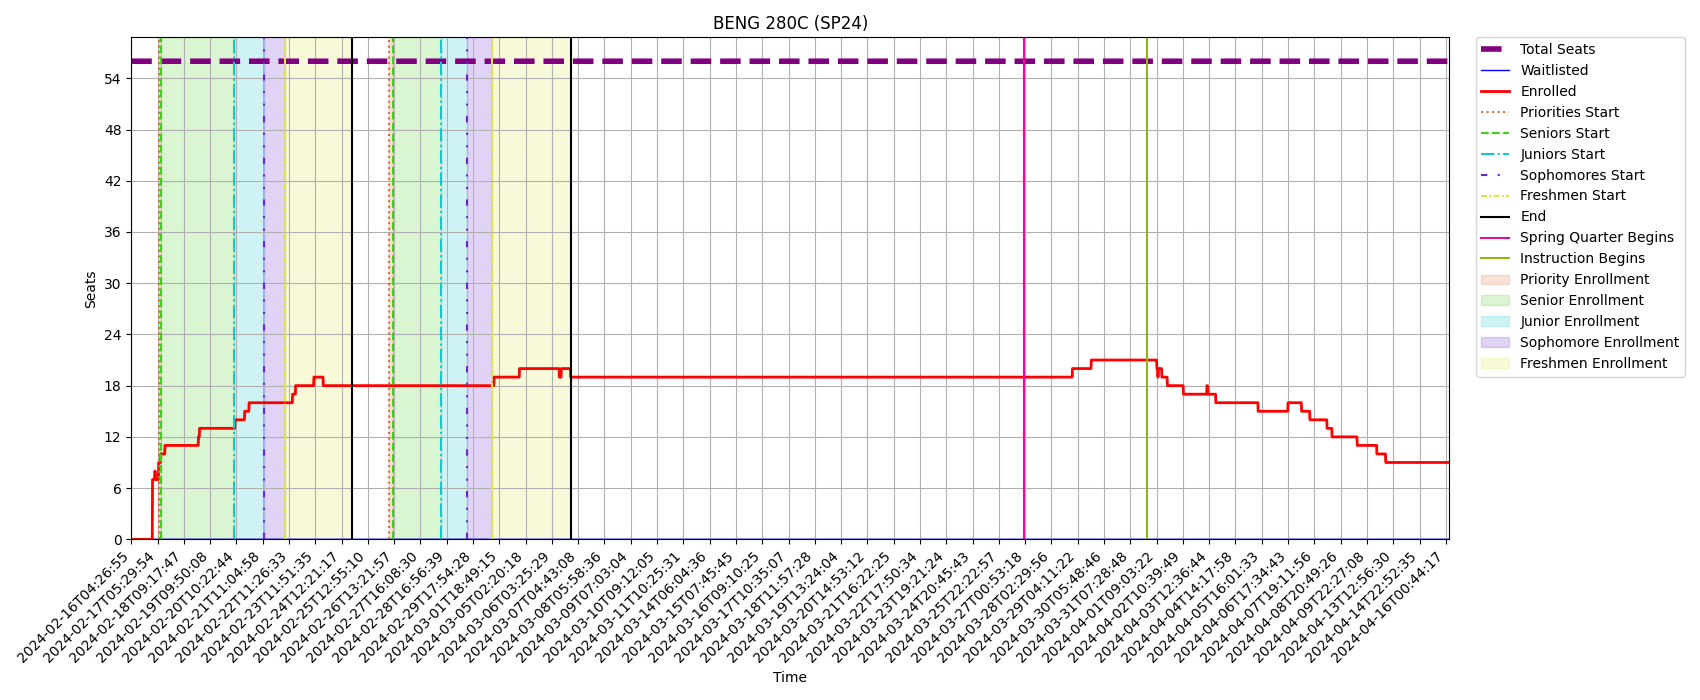 BENG 280C (SP24)
Seats
54
48
42
36
30
24
18
12
6
0
2024-02-16T04:26:55
2024-02-17T05:29:54
2024-02-18T09:17:47
2024-02-19T09:50:08
2024-02-20T10:22:44
2024-02-21T11:04:58
2024-02-22T11:26:33
2024-02-23T11:51:35
2024-02-24T12:21:17
2024-02-25T12:55:10
2024-02-26T13:21:57
2024-02-27T16:08:30
2024-02-28T16:56:39
2024-02-29T17:54:28
2024-03-01T18:49:15
2024-03-05T02:20:18
2024-03-06T03:25:29
2024-03-07T04:43:08
2024-03-08T05:58:36
2024-03-09T07:03:04
2024-03-10T09:12:05
2024-03-11T10:25:31
2024-03-14T06:04:36
2024-03-15T07:45:45
2024-03-16T09:10:25
2024-03-17T10:35:07
2024-03-18T11:57:28
2024-03-19T13:24:04
2024-03-20T14:53:12
2024-03-21T16:22:25
2024-03-22T17:50:34
2024-03-23T19:21:24
2024-03-24T20:45:43
2024-03-25T22:22:57
2024-03-27T00:53:18
2024-03-28T02:29:56
2024-03-29T04:11:22
2024-03-30T05:48:46
2024-03-31T07:28:48
2024-04-01T09:03:22
2024-04-02T10:39:49
2024-04-03T12:36:44
2024-04-04T14:17:58
2024-04-05T16:01:33
2024-04-06T17:34:43
2024-04-07T19:11:56
2024-04-08T20:49:26
2024-04-09T22:27:08
2024-04-13T12:56:30
2024-04-14T22:52:35
2024-04-16T00:44:17
Time
Total Seats
Waitlisted
Enrolled
Priorities Start
Seniors Start
Juniors Start
Sophomores Start
Freshmen Start
End
Spring Quarter Begins
Instruction Begins
Priority Enrollment
Senior Enrollment
Junior Enrollment
Sophomore Enrollment
Freshmen Enrollment